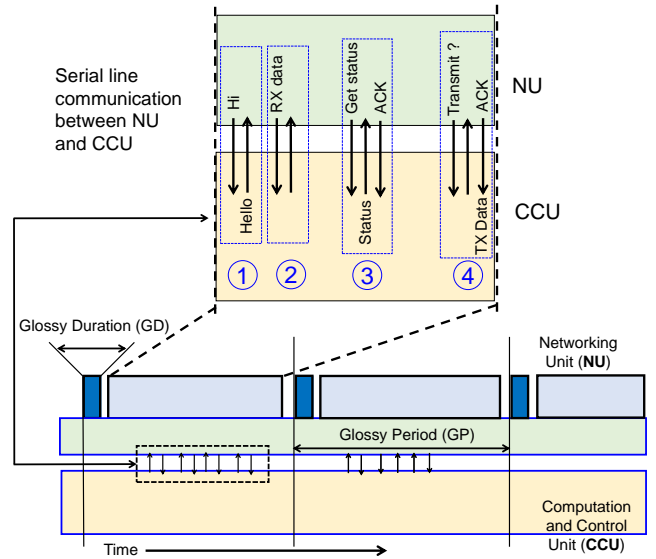 Serial line
communication
between NU
and CCU
Hi
RX data
Get status
ACK
Transmit ?
ACK
NU
Hello
Status
TX Data
CCU
1
2
3
4
Glossy Duration (GD)
Networking
Unit (NU)
Glossy Period (GP)
Computation
and Control
Unit (CCU)
Time